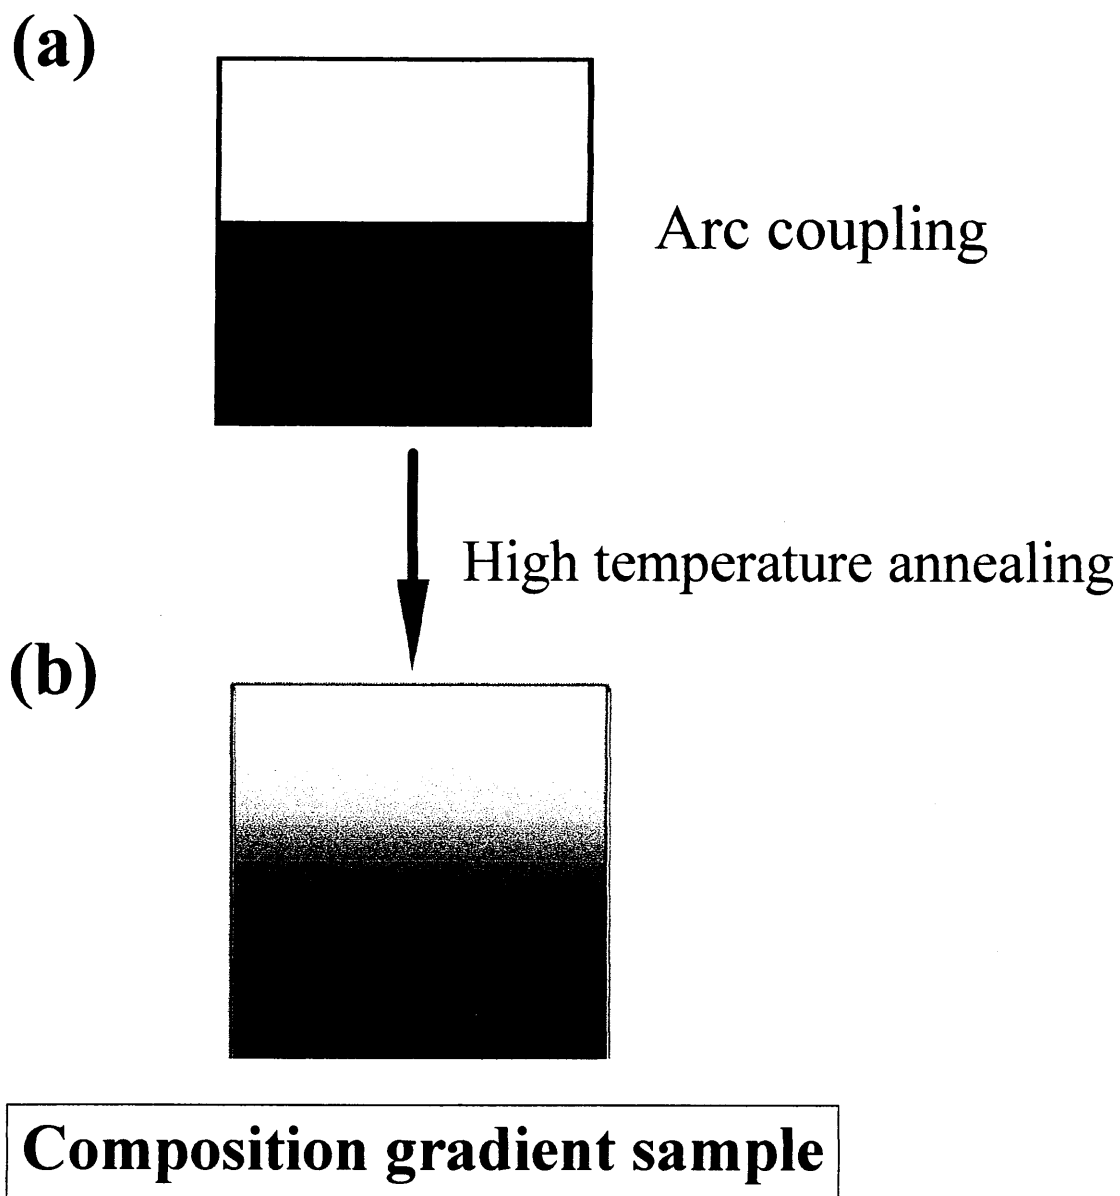 (a)
Arc coupling
High temperature annealing
(b)
Composition gradient sample